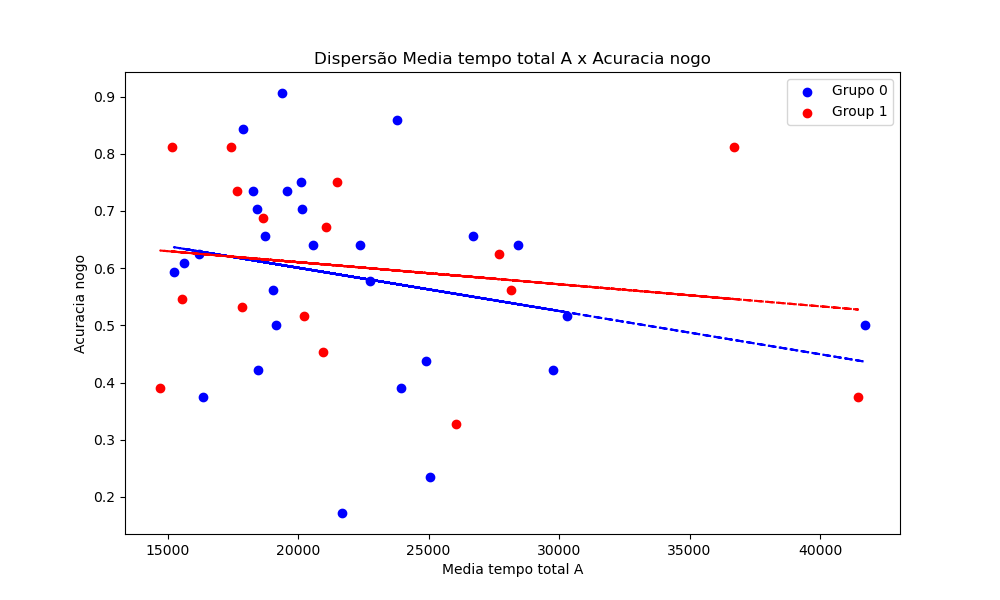 Dispersão Media tempo total A x Acuracia nogo
Grupo 0
Group 1
Acuracia nogo
0.9
0.8
0.7
0.6
0.5
0.4
0.3
0.2
15000 20000 25000 30000 35000 40000
Media tempo total A